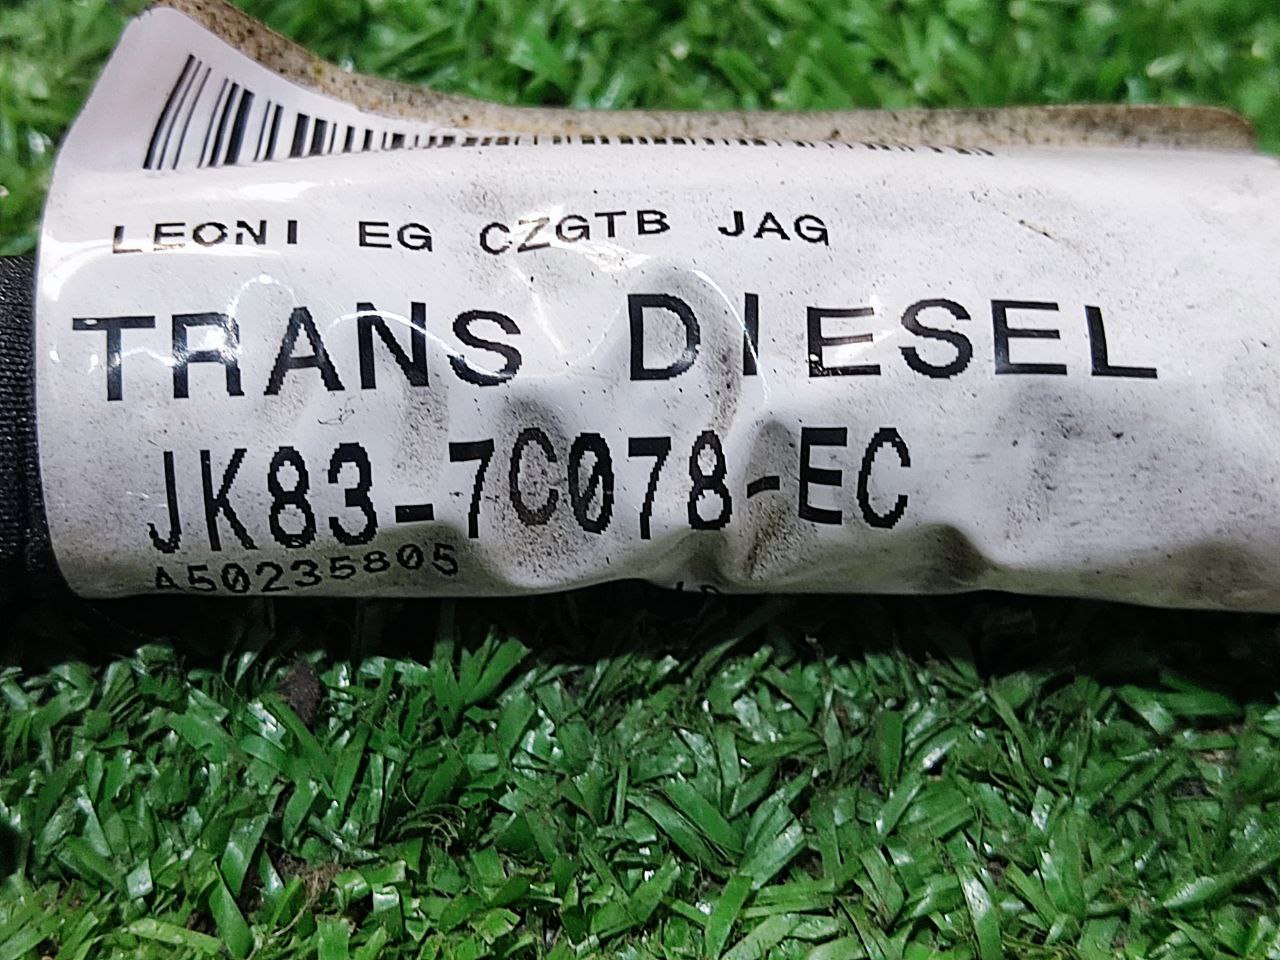 LEONI EG CZGTB JAG
TRANS DIESEL
JK83-7C078-EC
A50235805